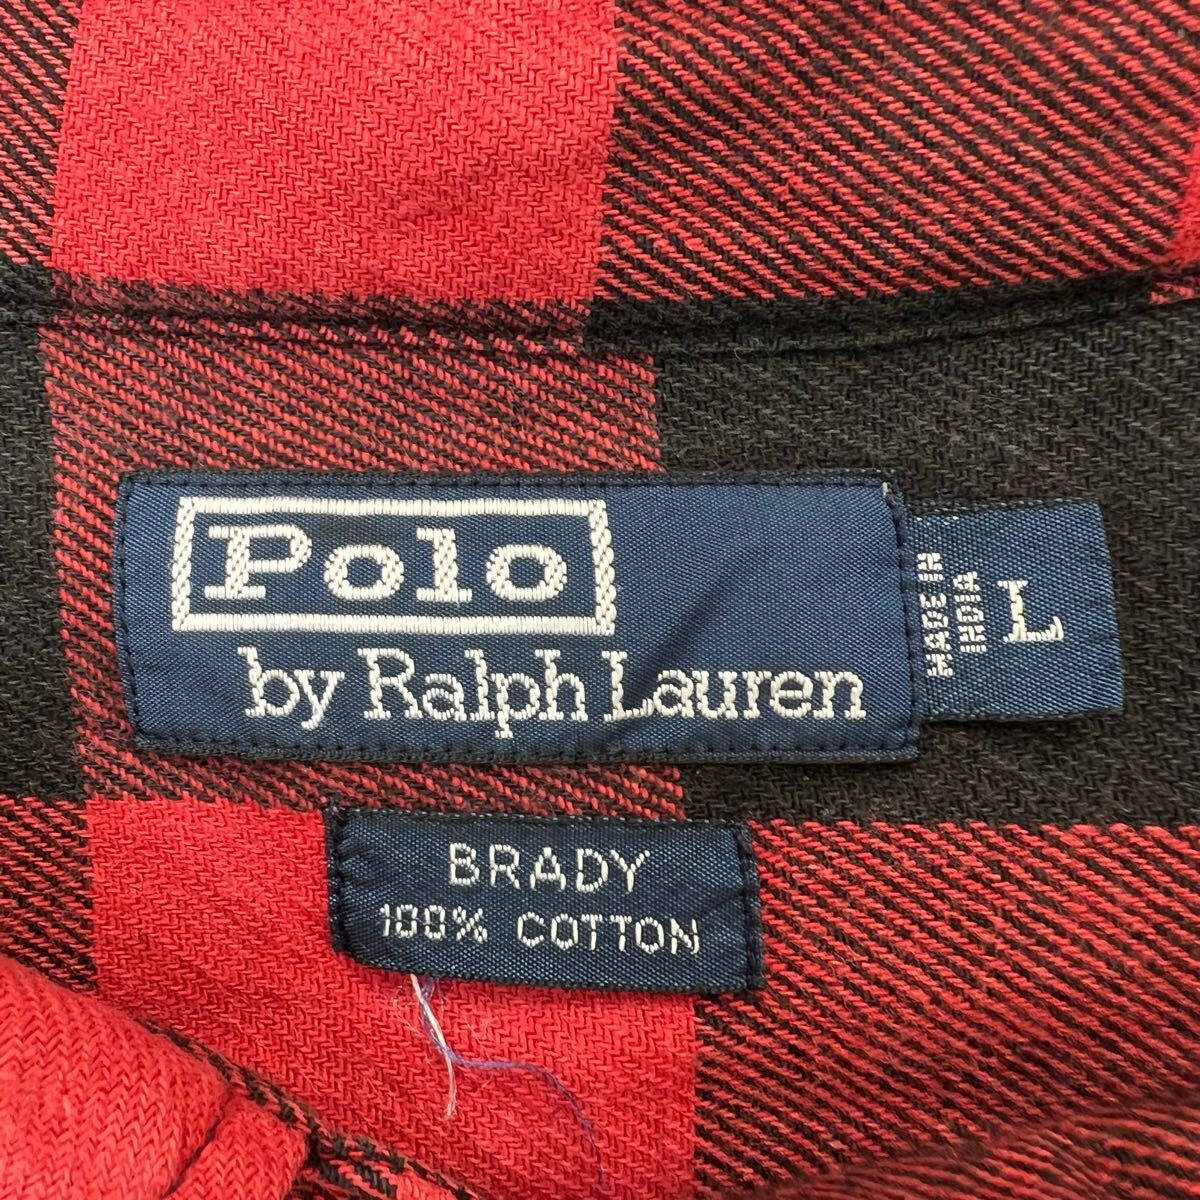 Polo
by Ralph Lauren
MADE IN
INDIA
L
BRADY
100% COTTON